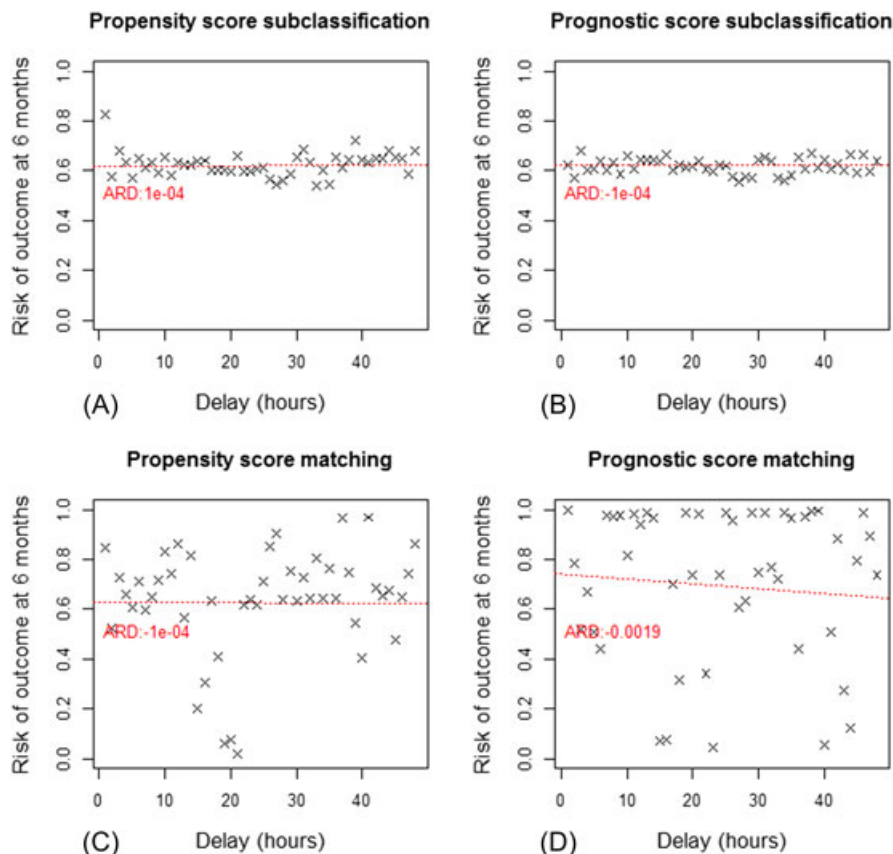 Propensity score subclassification
Risk of outcome at 6 months
0.0 0.2 0.4 0.6 0.8 1.0
ARD:1e-04
0 10 20 30 40
(A) Delay (hours)
Prognostic score subclassification
Risk of outcome at 6 months
0.0 0.2 0.4 0.6 0.8 1.0
ARD:-1e-04
0 10 20 30 40
(B) Delay (hours)
Propensity score matching
Risk of outcome at 6 months
0.0 0.2 0.4 0.6 0.8 1.0
ARD:-1e-04
0 10 20 30 40
(C) Delay (hours)
Prognostic score matching
Risk of outcome at 6 months
0.0 0.2 0.4 0.6 0.8 1.0
ARD:-0.0019
0 10 20 30 40
(D) Delay (hours)